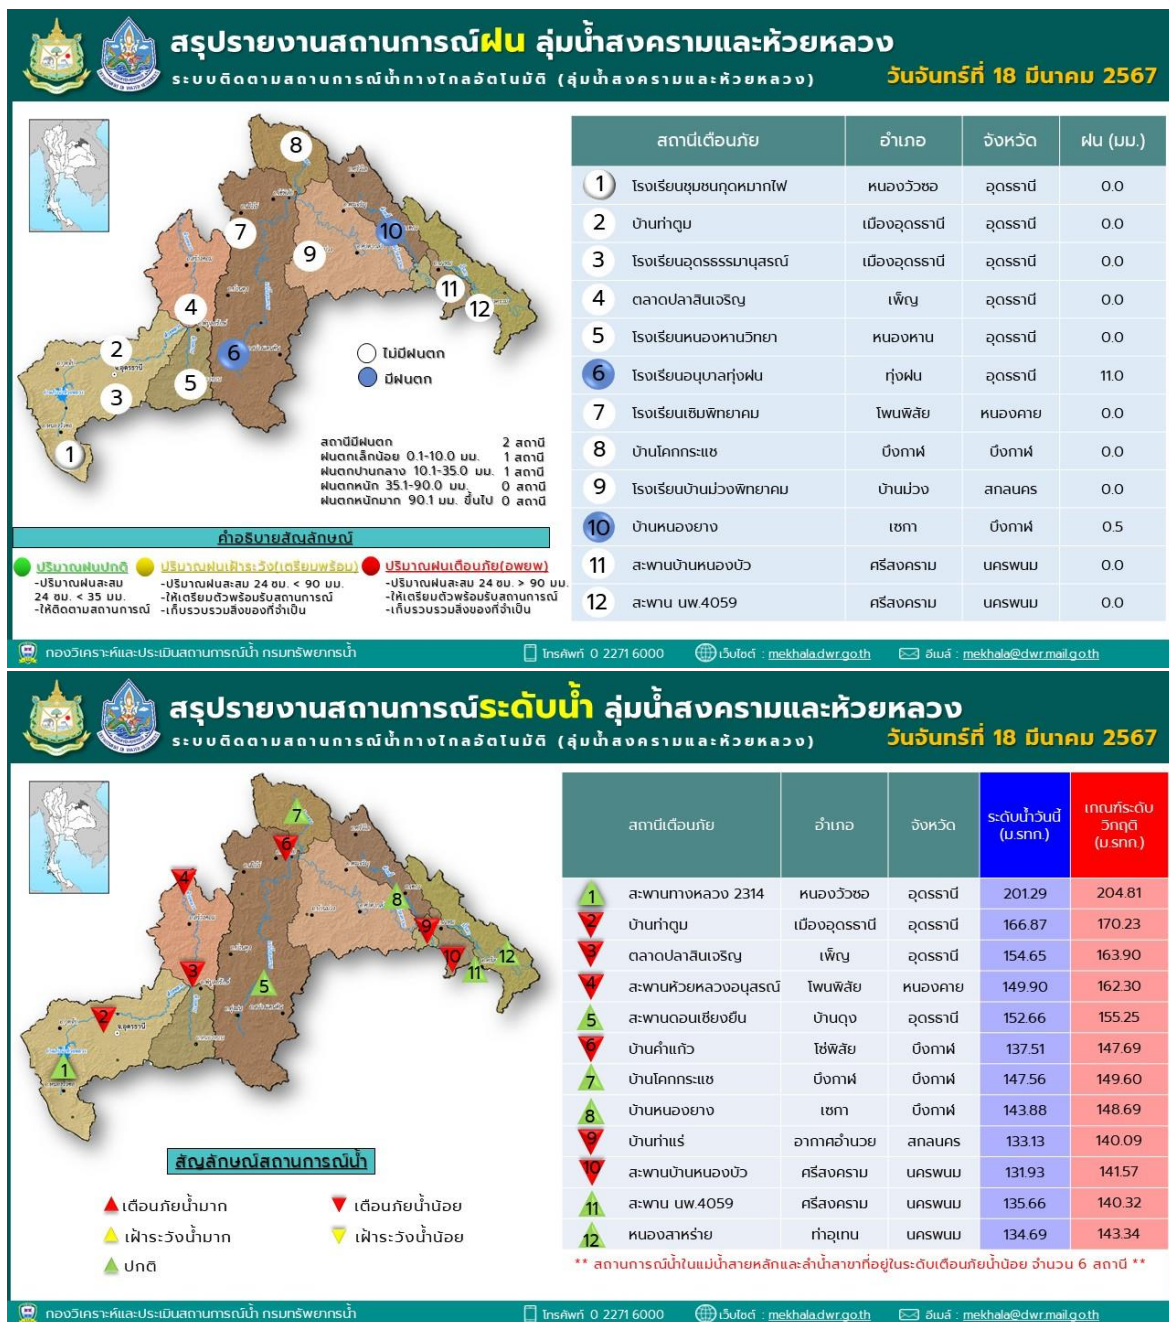 สรุปรายงานสถานการณ์ฝน ลุ่มน้ำสงครามและห้วยหลวง
ระบบติดตามสถานการณ์น้ำทางไกลอัตโนมัติ (ลุ่มน้ำสงครามและห้วยหลวง)
วันจันทร์ที่ 18 มีนาคม 2567
8
10
7
9
11
12
4
2
6
5
3
1
ไม่มีฝนตก
มีฝนตก
สถานีมีฝนตก 2 สถานี
ฝนตกเล็กน้อย 0.1-10.0 มม. 1 สถานี
ฝนตกปานกลาง 10.1-35.0 มม. 1 สถานี
ฝนตกหนัก 35.1-90.0 มม. 0 สถานี
ฝนตกหนักมาก 90.1 มม. ขึ้นไป 0 สถานี
คำอธิบายสัญลักษณ์
ปริมาณฝนปกติ
-ปริมาณฝนสะสม
24 ชม. < 35 มม.
-ให้ติดตามสถานการณ์
ปริมาณฝนเฝ้าระวัง(เตรียมพร้อม)
-ปริมาณฝนสะสม 24 ชม. < 90 มม.
-ให้เตรียมตัวพร้อมรับสถานการณ์
-เก็บรวบรวมสิ่งของที่จำเป็น
ปริมาณฝนเตือนภัย(อพยพ)
-ปริมาณฝนสะสม 24 ชม. > 90 มม.
-ให้เตรียมตัวพร้อมรับสถานการณ์
-เก็บรวบรวมสิ่งของที่จำเป็น
สถานีเตือนภัย อำเภอ จังหวัด ฝน (มม.)
1 โรงเรียนชุมชนกุดหมากไฟ หนองวัวซอ อุดรธานี 0.0
2 บ้านท่าตูม เมืองอุดรธานี อุดรธานี 0.0
3 โรงเรียนอุดรธรรมานุสรณ์ เมืองอุดรธานี อุดรธานี 0.0
4 ตลาดปลาสินเจริญ เพ็ญ อุดรธานี 0.0
5 โรงเรียนหนองหานวิทยา หนองหาน อุดรธานี 0.0
6 โรงเรียนอนุบาลทุ่งฝน ทุ่งฝน อุดรธานี 11.0
7 โรงเรียนเซิมพิทยาคม โพนพิสัย หนองคาย 0.0
8 บ้านโคกกระแซ บึงกาฬ บึงกาฬ 0.0
9 โรงเรียนบ้านม่วงพิทยาคม บ้านม่วง สกลนคร 0.0
10 บ้านหนองยาง เซกา บึงกาฬ 0.5
11 สะพานบ้านหนองบัว ศรีสงคราม นครพนม 0.0
12 สะพาน นพ.4059 ศรีสงคราม นครพนม 0.0
กองวิเคราะห์และประเมินสถานการณ์น้ำ กรมทรัพยากรน้ำ
โทรศัพท์ 0 2271 6000
เว็บไซต์ : mekhala.dwr.go.th
อีเมล์ : mekhala@dwr.mail.go.th
สรุปรายงานสถานการณ์ระดับน้ำ ลุ่มน้ำสงครามและห้วยหลวง
ระบบติดตามสถานการณ์น้ำทางไกลอัตโนมัติ (ลุ่มน้ำสงครามและห้วยหลวง)
วันจันทร์ที่ 18 มีนาคม 2567
7
6
4
8
9
10
11
12
3
5
2
1
สัญลักษณ์สถานการณ์น้ำ
เตือนภัยน้ำมาก
เตือนภัยน้ำน้อย
เฝ้าระวังน้ำมาก
เฝ้าระวังน้ำน้อย
ปกติ
สถานีเตือนภัย อำเภอ จังหวัด ระดับน้ำวันนี้ (ม.รทก.) เกณฑ์ระดับวิกฤติ (ม.รทก.)
1 สะพานทางหลวง 2314 หนองวัวซอ อุดรธานี 201.29 204.81
2 บ้านท่าตูม เมืองอุดรธานี อุดรธานี 166.87 170.23
3 ตลาดปลาสินเจริญ เพ็ญ อุดรธานี 154.65 163.90
4 สะพานห้วยหลวงอนุสรณ์ โพนพิสัย หนองคาย 149.90 162.30
5 สะพานดอนเชียงยืน บ้านดุง อุดรธานี 152.66 155.25
6 บ้านคำแก้ว โซ่พิสัย บึงกาฬ 137.51 147.69
7 บ้านโคกกระแซ บึงกาฬ บึงกาฬ 147.56 149.60
8 บ้านหนองยาง เซกา บึงกาฬ 143.88 148.69
9 บ้านท่าแร่ อากาศอำนวย สกลนคร 133.13 140.09
10 สะพานบ้านหนองบัว ศรีสงคราม นครพนม 131.93 141.57
11 สะพาน นพ.4059 ศรีสงคราม นครพนม 135.66 140.32
12 หนองสาหร่าย ท่าอุเทน นครพนม 134.69 143.34
** สถานการณ์น้ำในแม่น้ำสายหลักและลำน้ำสาขาที่อยู่ในระดับเตือนภัยน้ำน้อย จำนวน 6 สถานี **
กองวิเคราะห์และประเมินสถานการณ์น้ำ กรมทรัพยากรน้ำ
โทรศัพท์ 0 2271 6000
เว็บไซต์ : mekhala.dwr.go.th
อีเมล์ : mekhala@dwr.mail.go.th